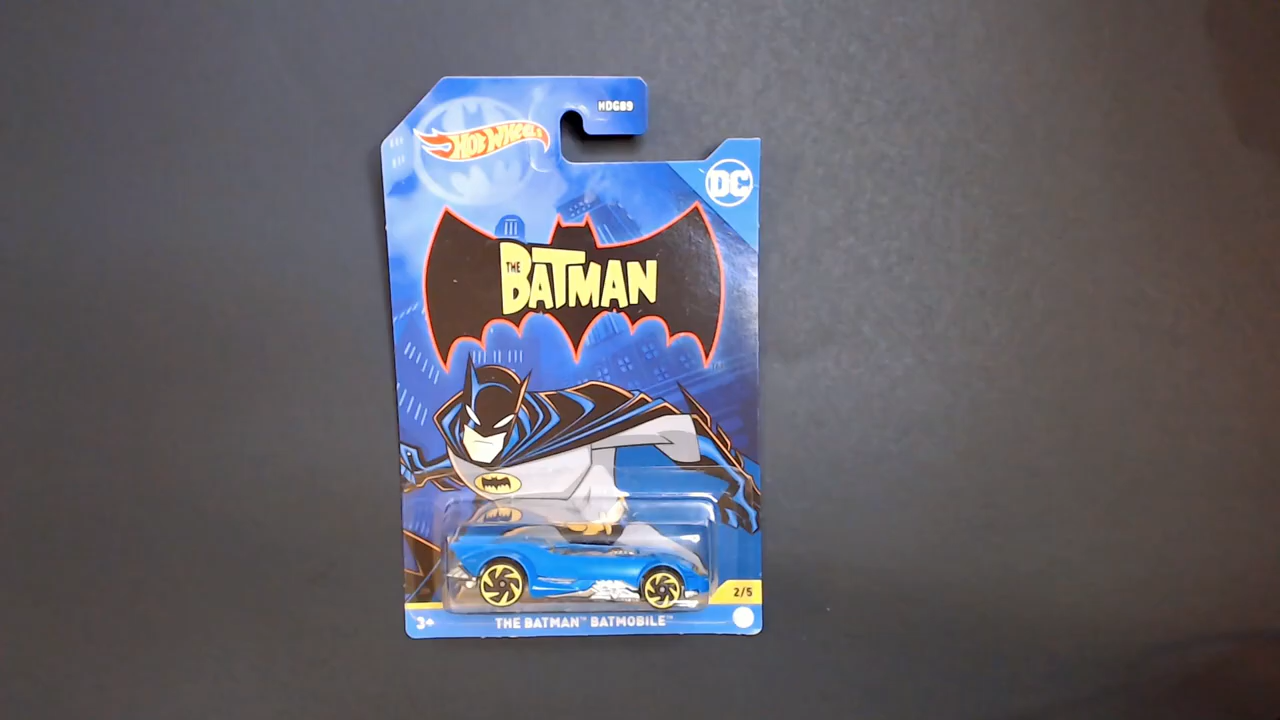 HDG89
HOT WHEELS
DC
THE BATMAN
2/5
3+
THE BATMAN™ BATMOBILE™